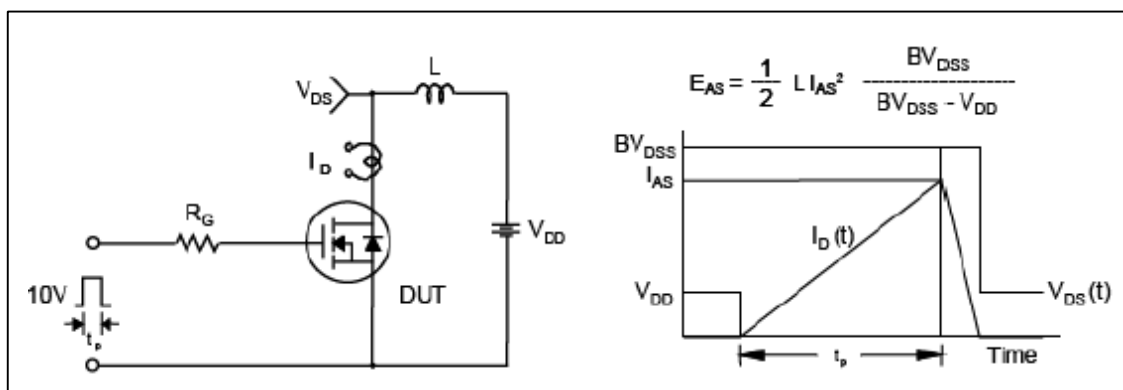 V_DS
L
I_D
R_G
V_DD
10V
t_p
DUT
E_AS = 1/2 L I_AS² BV_DSS / (BV_DSS - V_DD)
BV_DSS
I_AS
I_D (t)
V_DD
V_DS (t)
t_p
Time